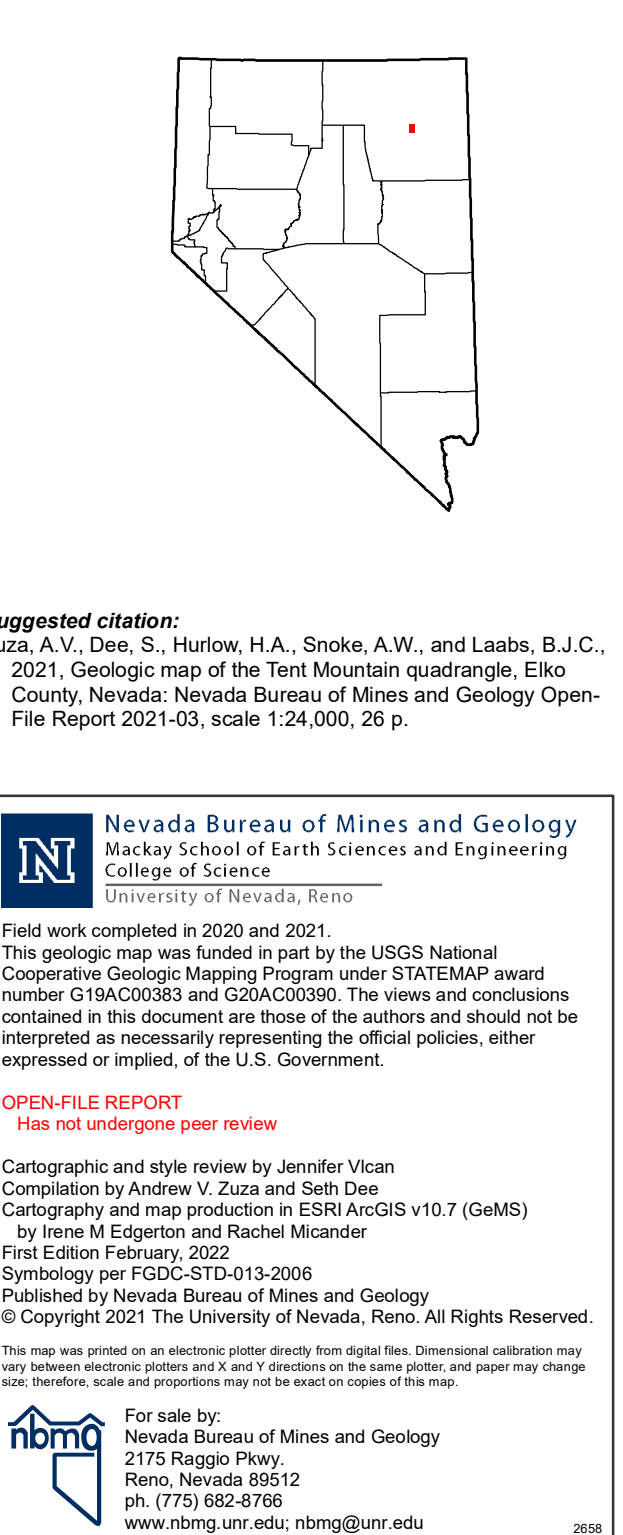 uggested citation:
uza, A.V., Dee, S., Hurlow, H.A., Snoke, A.W., and Laabs, B.J.C.,
2021, Geologic map of the Tent Mountain quadrangle, Elko
County, Nevada: Nevada Bureau of Mines and Geology Open-
File Report 2021-03, scale 1:24,000, 26 p.
N
Nevada Bureau of Mines and Geology
Mackay School of Earth Sciences and Engineering
College of Science
University of Nevada, Reno
Field work completed in 2020 and 2021.
This geologic map was funded in part by the USGS National
Cooperative Geologic Mapping Program under STATEMAP award
number G19AC00383 and G20AC00390. The views and conclusions
contained in this document are those of the authors and should not be
interpreted as necessarily representing the official policies, either
expressed or implied, of the U.S. Government.
OPEN-FILE REPORT
Has not undergone peer review
Cartographic and style review by Jennifer Vlcan
Compilation by Andrew V. Zuza and Seth Dee
Cartography and map production in ESRI ArcGIS v10.7 (GeMS)
by Irene M Edgerton and Rachel Micander
First Edition February, 2022
Symbology per FGDC-STD-013-2006
Published by Nevada Bureau of Mines and Geology
© Copyright 2021 The University of Nevada, Reno. All Rights Reserved.
This map was printed on an electronic plotter directly from digital files. Dimensional calibration may
vary between electronic plotters and X and Y directions on the same plotter, and paper may change
size; therefore, scale and proportions may not be exact on copies of this map.
nbmg
For sale by:
Nevada Bureau of Mines and Geology
2175 Raggio Pkwy.
Reno, Nevada 89512
ph. (775) 682-8766
www.nbmg.unr.edu; nbmg@unr.edu
2658